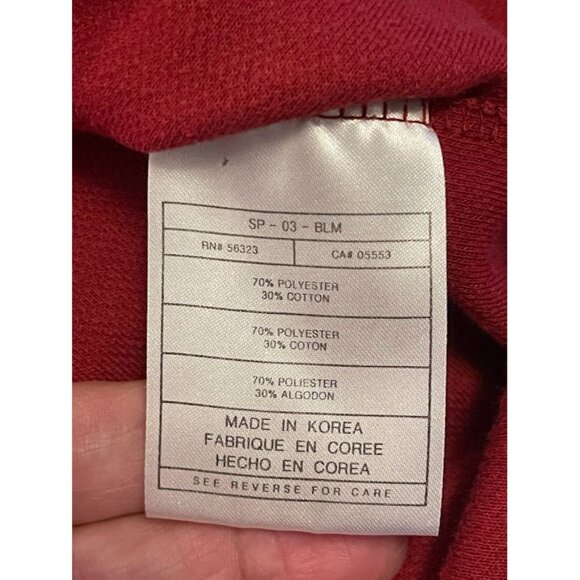 SP - 03 - BLM
RN# 56323 CA# 05553
70% POLYESTER
30% COTTON
70% POLYESTER
30% COTON
70% POLIESTER
30% ALGODON
MADE IN KOREA
FABRIQUE EN COREE
HECHO EN COREA
SEE REVERSE FOR CARE